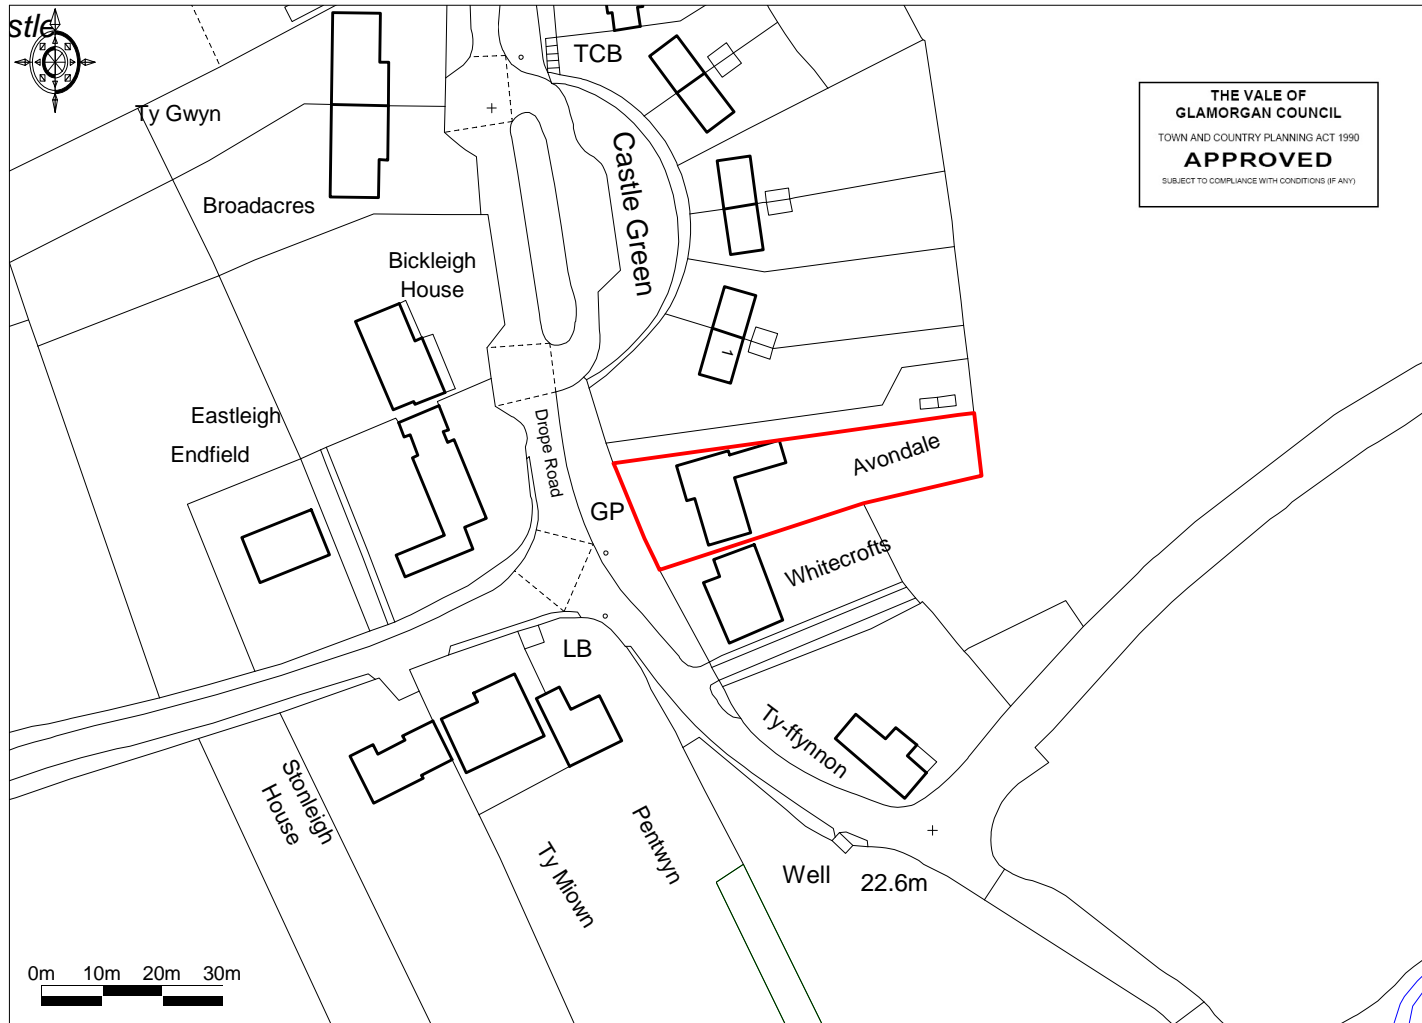 stle
TCB
THE VALE OF
GLAMORGAN COUNCIL
TOWN AND COUNTRY PLANNING ACT 1990
APPROVED
SUBJECT TO COMPLIANCE WITH CONDITIONS (IF ANY)
Ty Gwyn
Castle Green
Broadacres
Bickleigh
House
1
Eastleigh
Endfield
Drope Road
Avondale
GP
Whitecrofts
LB
Ty-ffynnon
Stonleigh
House
Pentwyn
Ty Miown
Well
22.6m
0m 10m 20m 30m